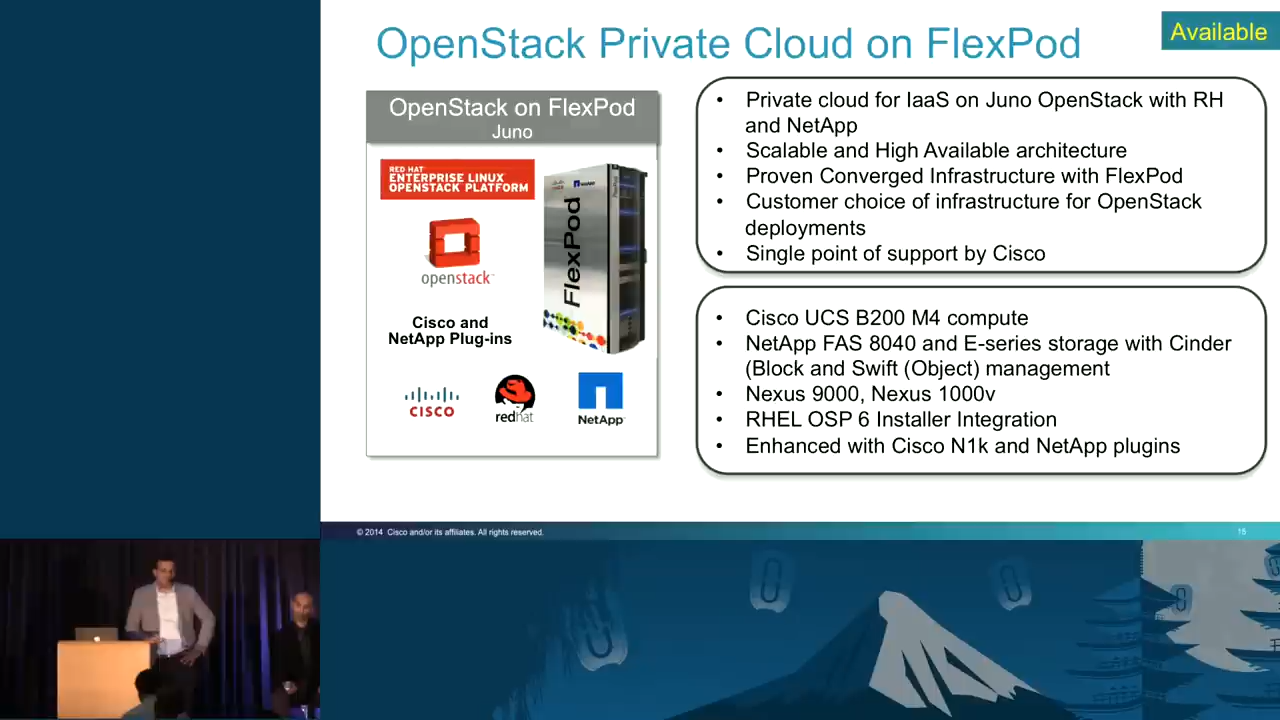 OpenStack Private Cloud on FlexPod
Available
OpenStack on FlexPod
Juno
RED HAT
ENTERPRISE LINUX
OPENSTACK PLATFORM
openstack
FlexPod
Cisco and
NetApp Plug-ins
CISCO
redhat
NetApp
• Private cloud for IaaS on Juno OpenStack with RH
and NetApp
• Scalable and High Available architecture
• Proven Converged Infrastructure with FlexPod
• Customer choice of infrastructure for OpenStack
deployments
• Single point of support by Cisco
• Cisco UCS B200 M4 compute
• NetApp FAS 8040 and E-series storage with Cinder
(Block and Swift (Object) management
• Nexus 9000, Nexus 1000v
• RHEL OSP 6 Installer Integration
• Enhanced with Cisco N1k and NetApp plugins
© 2014 Cisco and/or its affiliates. All rights reserved.
15